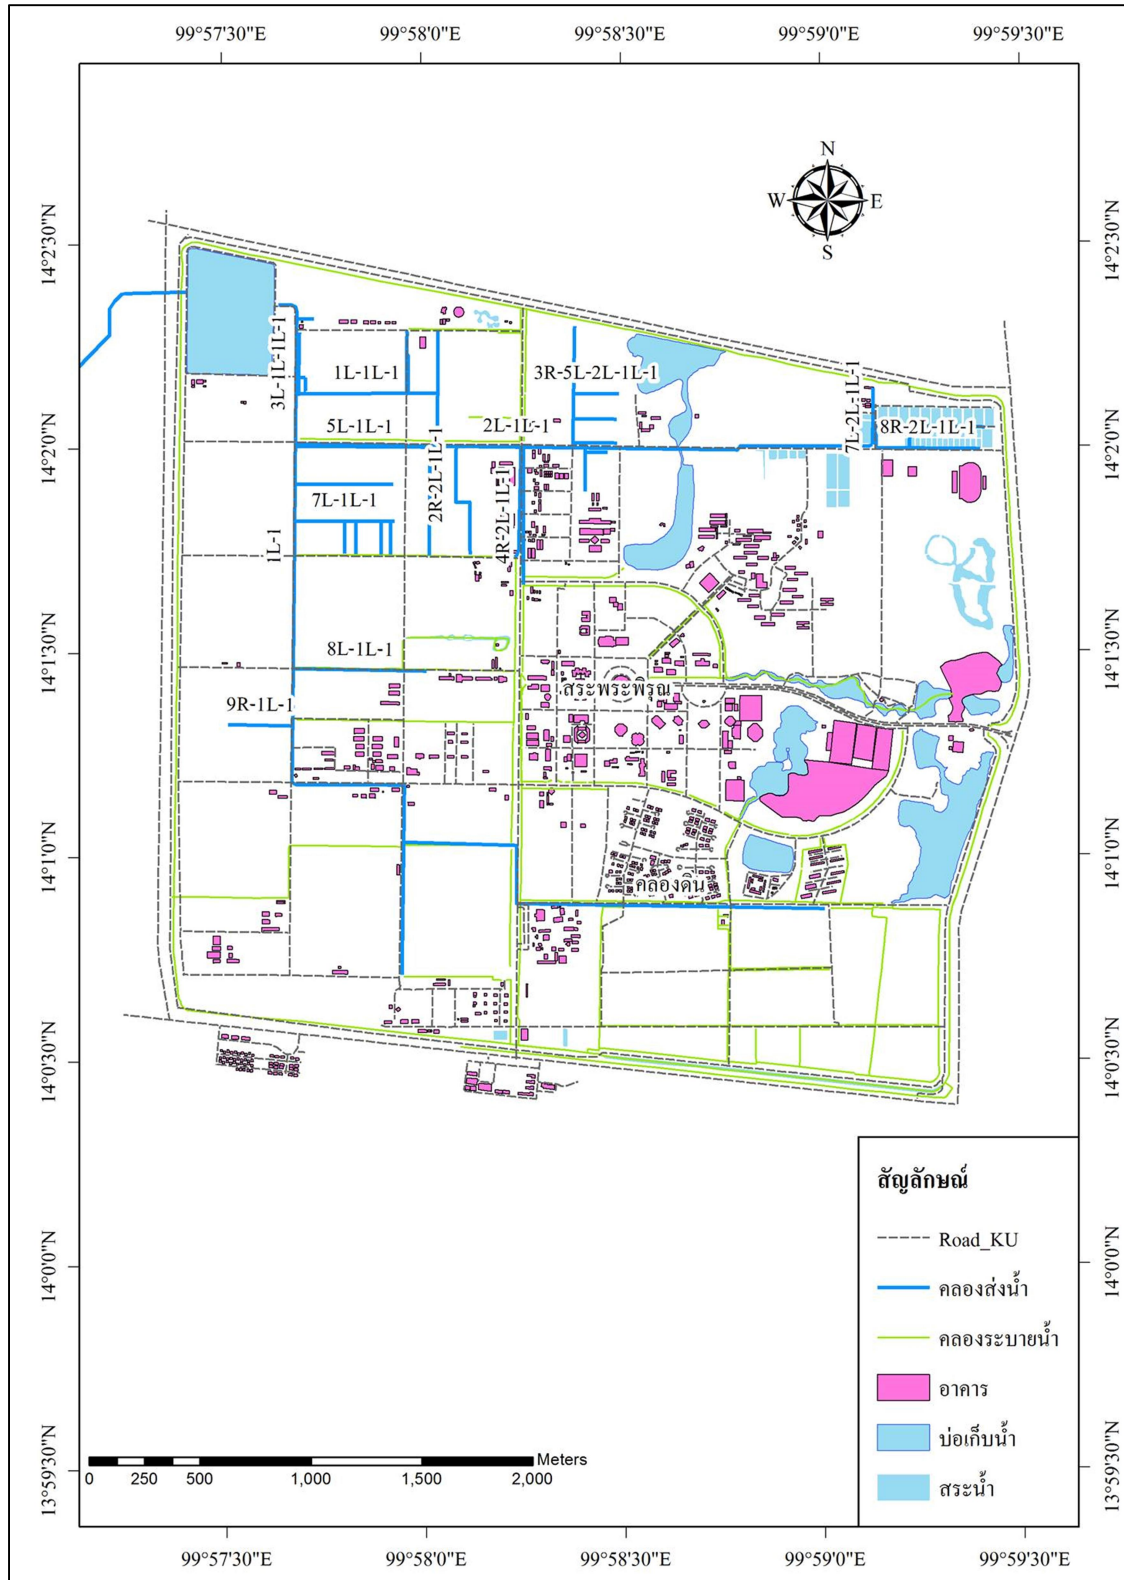 99°57'30"E
99°58'0"E
99°58'30"E
99°59'0"E
99°59'30"E
N
W
E
S
14°2'30"N
14°2'30"N
3L-1L-1L-1
1L-1L-1
3R-5L-2L-1L-1
7L-2L-1L-1
5L-1L-1
2L-1L-1
8R-2L-1L-1
14°2'0"N
14°2'0"N
2R-2L-1L-1
7L-1L-1
4R-2L-1L-1
1L-1
14°1'30"N
14°1'30"N
8L-1L-1
สระพระพิรุณ
9R-1L-1
14°1'0"N
14°1'0"N
คลองดิน
14°0'30"N
14°0'30"N
สัญลักษณ์
Road_KU
คลองส่งน้ำ
คลองระบายน้ำ
อาคาร
บ่อเก็บน้ำ
สระน้ำ
14°0'0"N
14°0'0"N
13°59'30"N
13°59'30"N
Meters
0
250
500
1,000
1,500
2,000
99°57'30"E
99°58'0"E
99°58'30"E
99°59'0"E
99°59'30"E